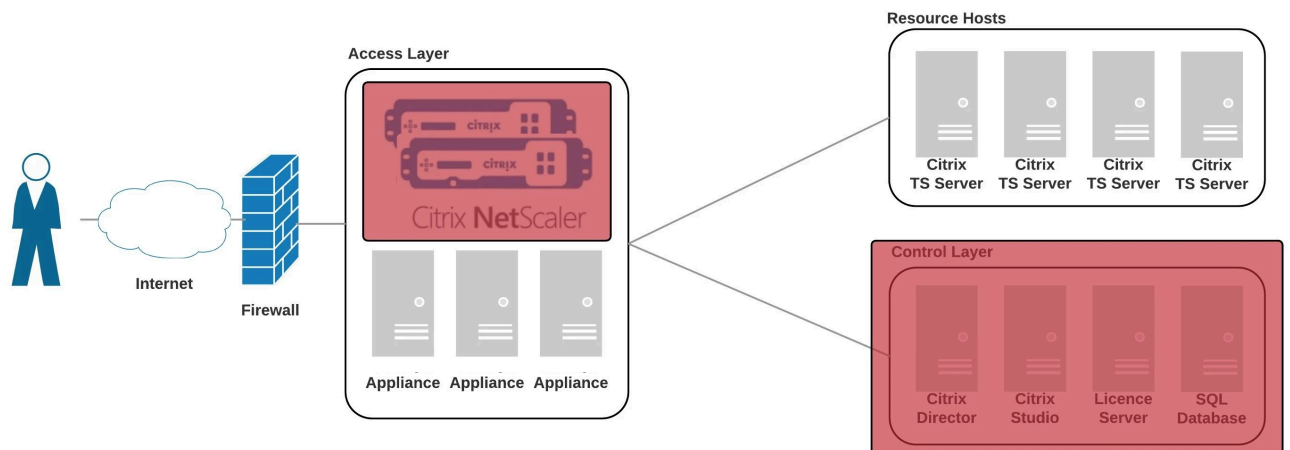 Resource Hosts
Access Layer
CITRIX
CITRIX
Citrix NetScaler
Citrix
TS Server
Citrix
TS Server
Citrix
TS Server
Citrix
TS Server
Internet
Firewall
Appliance
Appliance
Appliance
Control Layer
Citrix
Director
Citrix
Studio
Licence
Server
SQL
Database